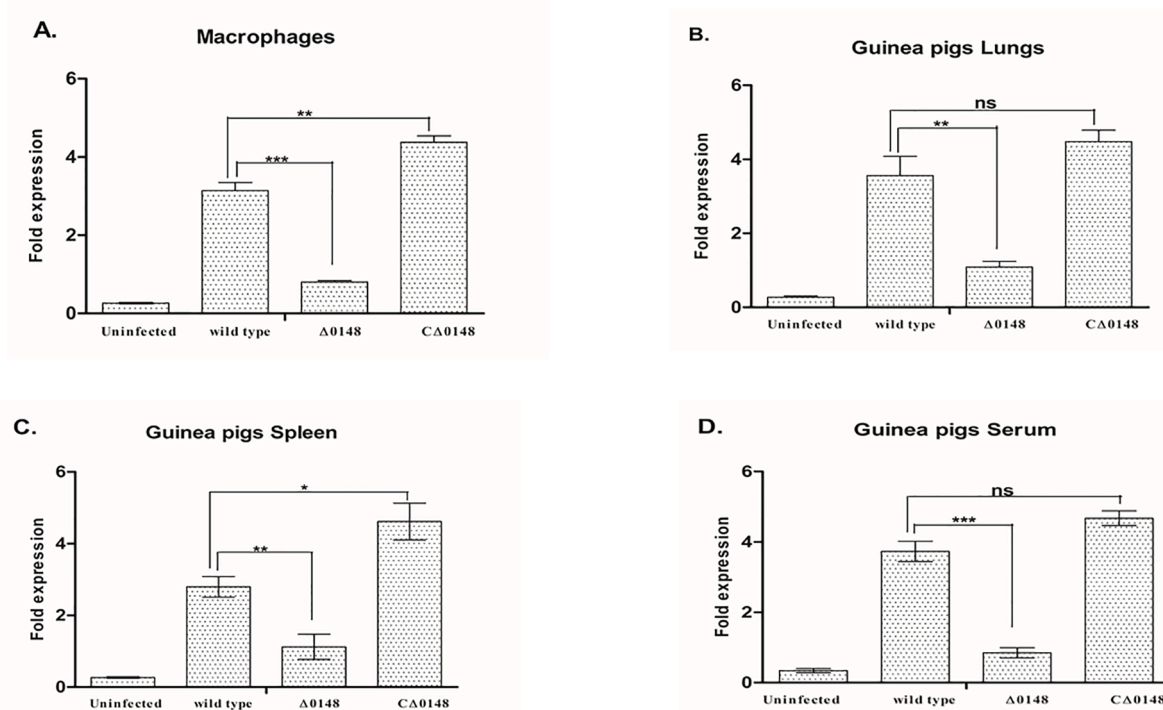 A.
Macrophages
Fold expression
6
4
2
0
**
***
Uninfected wild type Δ0148 CΔ0148
B.
Guinea pigs Lungs
Fold expression
6
4
2
0
ns
**
Uninfected wild type Δ0148 CΔ0148
C.
Guinea pigs Spleen
Fold expression
6
4
2
0
*
**
Uninfected wild type Δ0148 CΔ0148
D.
Guinea pigs Serum
Fold expression
6
4
2
0
ns
***
Uninfected wild type Δ0148 CΔ0148